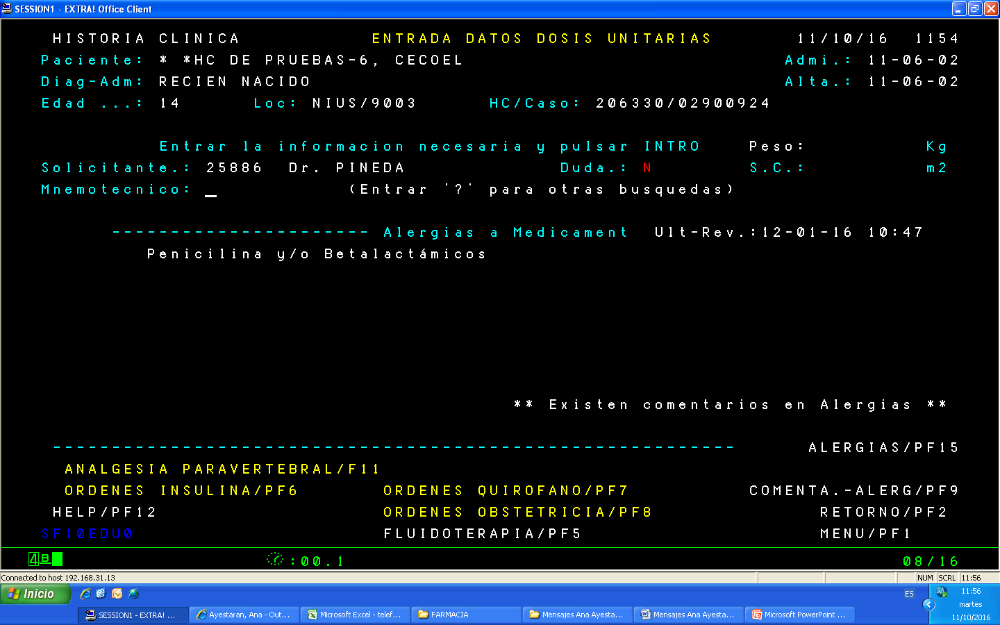 SESSION1 - EXTRA! Office Client
HISTORIA CLINICA ENTRADA DATOS DOSIS UNITARIAS 11/10/16 1154
Paciente: * *HC DE PRUEBAS-6, CECOEL Admi.: 11-06-02
Diag-Adm: RECIEN NACIDO Alta.: 11-06-02
Edad ...: 14 Loc: NIUS/9003 HC/Caso: 206330/02900924
Entrar la informacion necesaria y pulsar INTRO Peso: Kg
Solicitante.: 25886 Dr. PINEDA Duda.: N S.C.: m2
Mnemotecnico: _ (Entrar '?' para otras busquedas)
---------------------- Alergias a Medicament Ult-Rev.:12-01-16 10:47
Penicilina y/o Betalactámicos
** Existen comentarios en Alergias **
---------------------------------------------------------- ALERGIAS/PF15
ANALGESIA PARAVERTEBRAL/F11
ORDENES INSULINA/PF6 ORDENES QUIROFANO/PF7 COMENTA.-ALERG/PF9
HELP/PF12 ORDENES OBSTETRICIA/PF8 RETORNO/PF2
SF10EDU0 FLUIDOTERAPIA/PF5 MENU/PF1
4B :00.1 08/16
Connected to host 192.168.31.13 NUM SCRL 11:56
Inicio ES 11:56
SESSION1 - EXTRA! ... Ayestaran, Ana - Out... Microsoft Excel - telef... FARMACIA Mensajes Ana Ayesta... Mensajes Ana Ayesta... Microsoft PowerPoint ... martes
11/10/2016